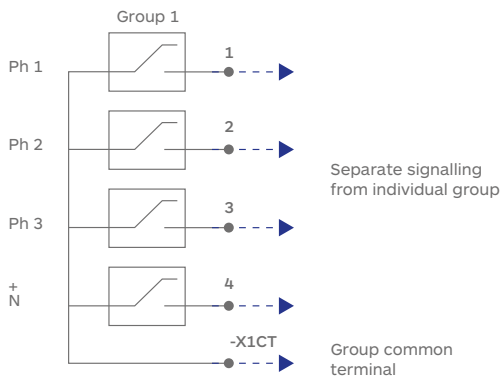 Group 1
Ph 1
1
Ph 2
2
Separate signalling
from individual group
Ph 3
3
+
N
4
-X1CT
Group common
terminal